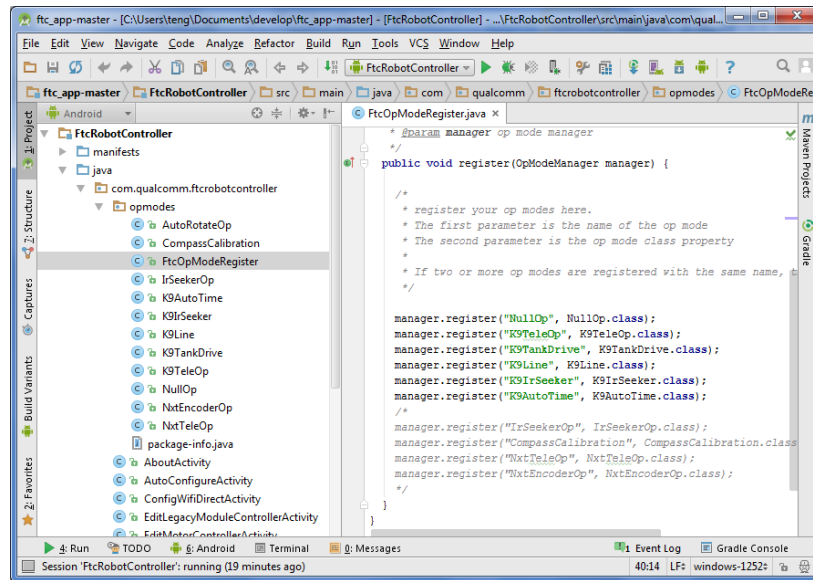 ftc_app-master - [C:\Users\teng\Documents\develop\ftc_app-master] - [FtcRobotController] - ...\FtcRobotController\src\main\java\com\qual...
File Edit View Navigate Code Analyze Refactor Build Run Tools VCS Window Help
FtcRobotController
ftc_app-master FtcRobotController src main java com qualcomm ftcrobotcontroller opmodes FtcOpModeRe
Android
FtcOpModeRegister.java
1: Project
7: Structure
Captures
Build Variants
2: Favorites
FtcRobotController
manifests
java
com.qualcomm.ftcrobotcontroller
opmodes
AutoRotateOp
CompassCalibration
FtcOpModeRegister
IrSeekerOp
K9AutoTime
K9IrSeeker
K9Line
K9TankDrive
K9TeleOp
NullOp
NxtEncoderOp
NxtTeleOp
package-info.java
AboutActivity
AutoConfigureActivity
ConfigWifiDirectActivity
EditLegacyModuleControllerActivity
EditMotorControllerActivity
* @param manager op mode manager
*/
public void register(OpModeManager manager) {
/*
* register your op modes here.
* The first parameter is the name of the op mode
* The second parameter is the op mode class property
*
* If two or more op modes are registered with the same name, t
*/
manager.register("NullOp", NullOp.class);
manager.register("K9TeleOp", K9TeleOp.class);
manager.register("K9TankDrive", K9TankDrive.class);
manager.register("K9Line", K9Line.class);
manager.register("K9IrSeeker", K9IrSeeker.class);
manager.register("K9AutoTime", K9AutoTime.class);
/*
manager.register("IrSeekerOp", IrSeekerOp.class);
manager.register("CompassCalibration", CompassCalibration.class
manager.register("NxtTeleOp", NxtTeleOp.class);
manager.register("NxtEncoderOp", NxtEncoderOp.class);
*/
}
}
Maven Projects
Gradle
4: Run TODO 6: Android Terminal 0: Messages 1 Event Log Gradle Console
Session 'FtcRobotController': running (19 minutes ago) 40:14 LF: windows-1252: